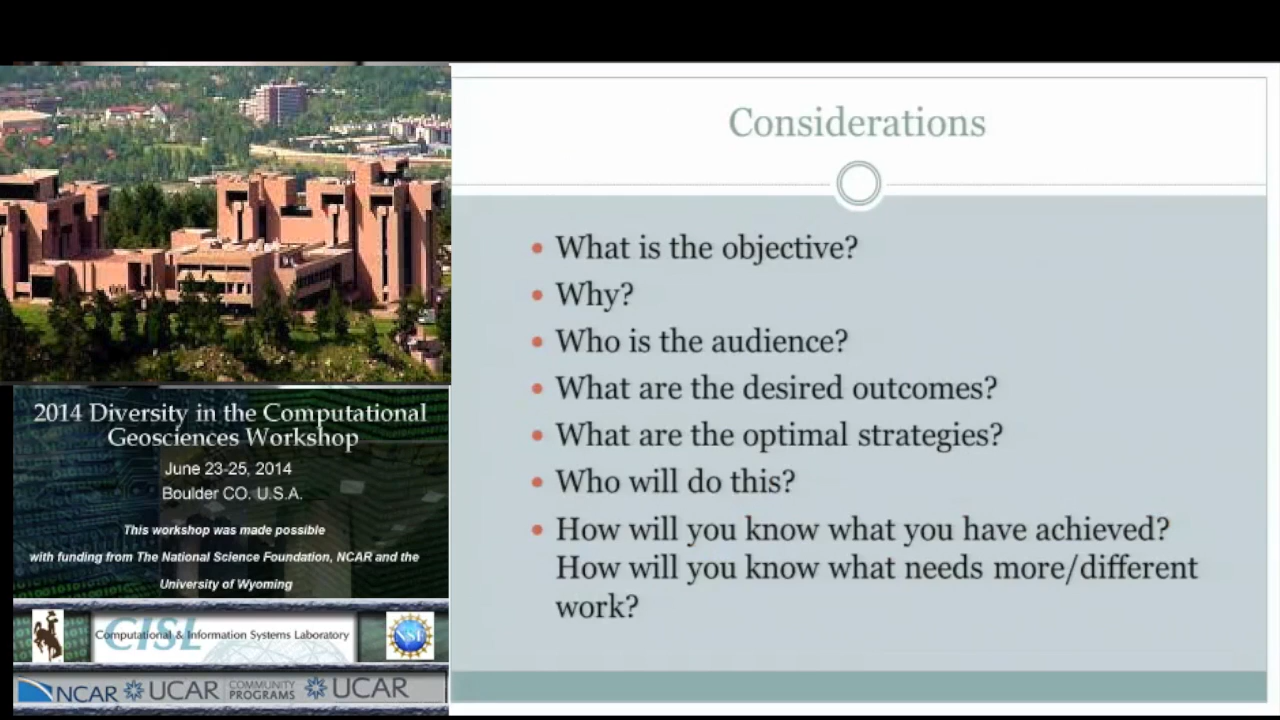 Considerations
• What is the objective?
• Why?
• Who is the audience?
• What are the desired outcomes?
• What are the optimal strategies?
• Who will do this?
• How will you know what you have achieved?
How will you know what needs more/different
work?
2014 Diversity in the Computational
Geosciences Workshop
June 23-25, 2014
Boulder CO. U.S.A.
This workshop was made possible
with funding from The National Science Foundation, NCAR and the
University of Wyoming
CISL
Computational & Information Systems Laboratory
NSF
NCAR UCAR COMMUNITY PROGRAMS UCAR